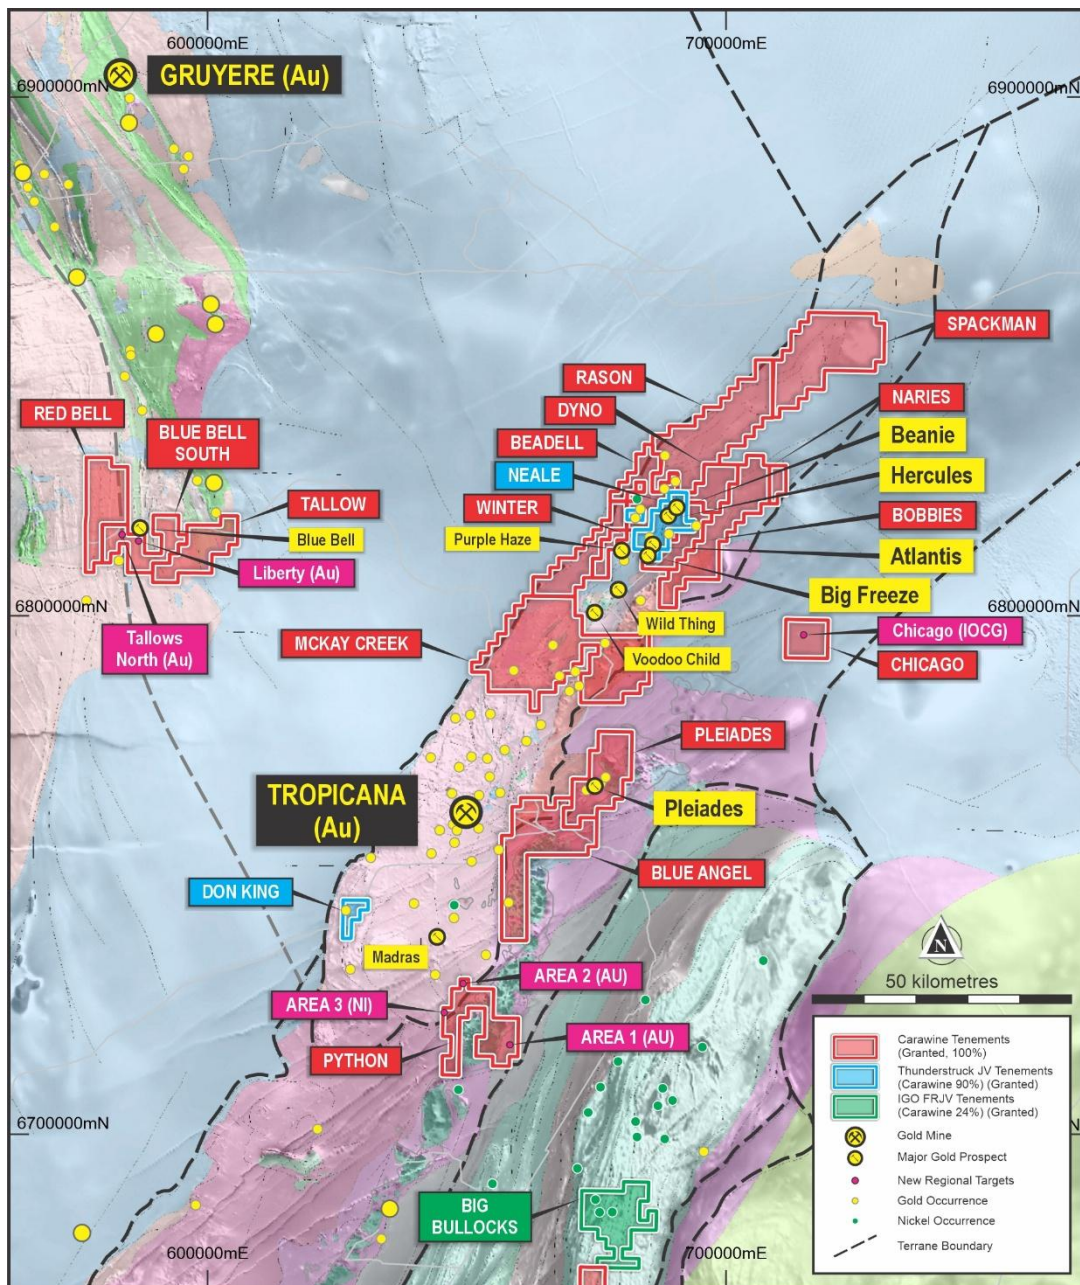 600000mE
700000mE
GRUYERE (Au)
6900000mN
6900000mN
SPACKMAN
RASON
RED BELL
DYNO
NARIES
BLUE BELL
SOUTH
BEADELL
Beanie
NEALE
Hercules
TALLOW
WINTER
BOBBIES
Blue Bell
Purple Haze
Atlantis
Liberty (Au)
Big Freeze
6800000mN
6800000mN
Wild Thing
Chicago (IOCG)
Tallows
North (Au)
MCKAY CREEK
Voodoo Child
CHICAGO
PLEIADES
TROPICANA
(Au)
Pleiades
BLUE ANGEL
DON KING
Madras
N
AREA 2 (AU)
50 kilometres
AREA 3 (NI)
AREA 1 (AU)
PYTHON
Carawine Tenements
(Granted, 100%)
Thunderstruck JV Tenements
(Carawine 90%) (Granted)
IGO FRJV Tenements
(Carawine 24%) (Granted)
6700000mN
Gold Mine
Major Gold Prospect
New Regional Targets
Gold Occurrence
Nickel Occurrence
Terrane Boundary
BIG
BULLOCKS
600000mE
700000mE